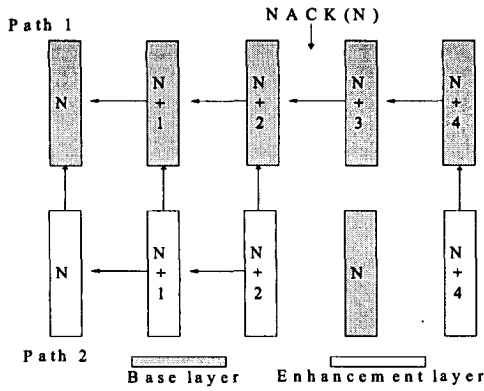 NACK(N)
Path 1
N
N+1
N+2
N+3
N+4
N
N+1
N+2
N
N+4
Path 2
Base layer
Enhancement layer